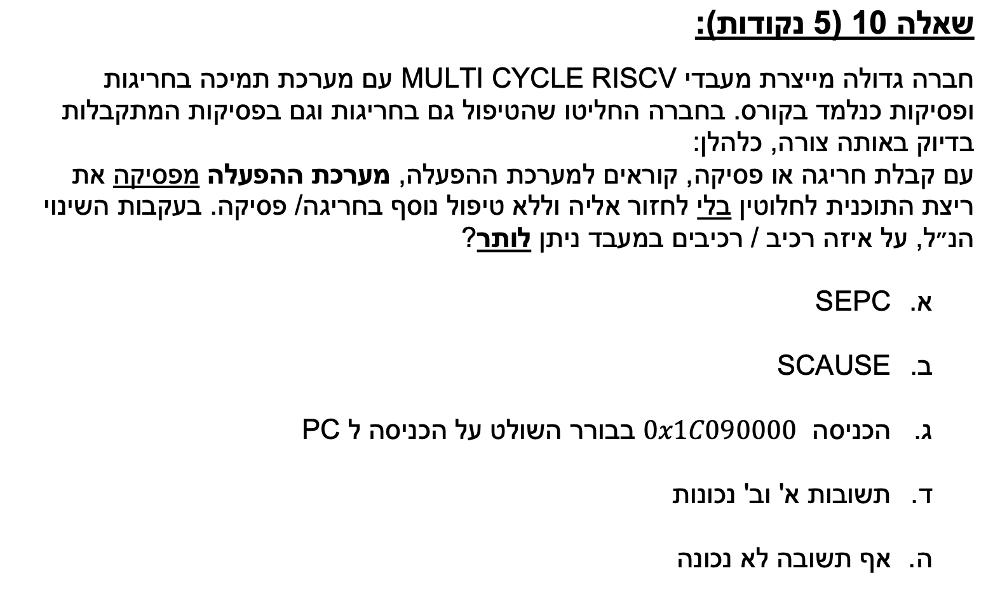 שאלה 10 (5 נקודות):
חברה גדולה מייצרת מעבדי MULTI CYCLE RISCV עם מערכת תמיכה בחריגות
ופסיקות כנלמד בקורס. בחברה החליטו שהטיפול גם בחריגות וגם בפסיקות המתקבלות
בדיוק באותה צורה, כלהלן:
עם קבלת חריגה או פסיקה, קוראים למערכת ההפעלה, מערכת ההפעלה מפסיקה את
ריצת התוכנית לחלוטין בלי לחזור אליה וללא טיפול נוסף בחריגה/ פסיקה. בעקבות השינוי
הנ״ל, על איזה רכיב / רכיבים במעבד ניתן לותר?
א. SEPC
ב. SCAUSE
ג. הכניסה 0x1C090000 בבורר השולט על הכניסה ל PC
ד. תשובות א' וב' נכונות
ה. אף תשובה לא נכונה